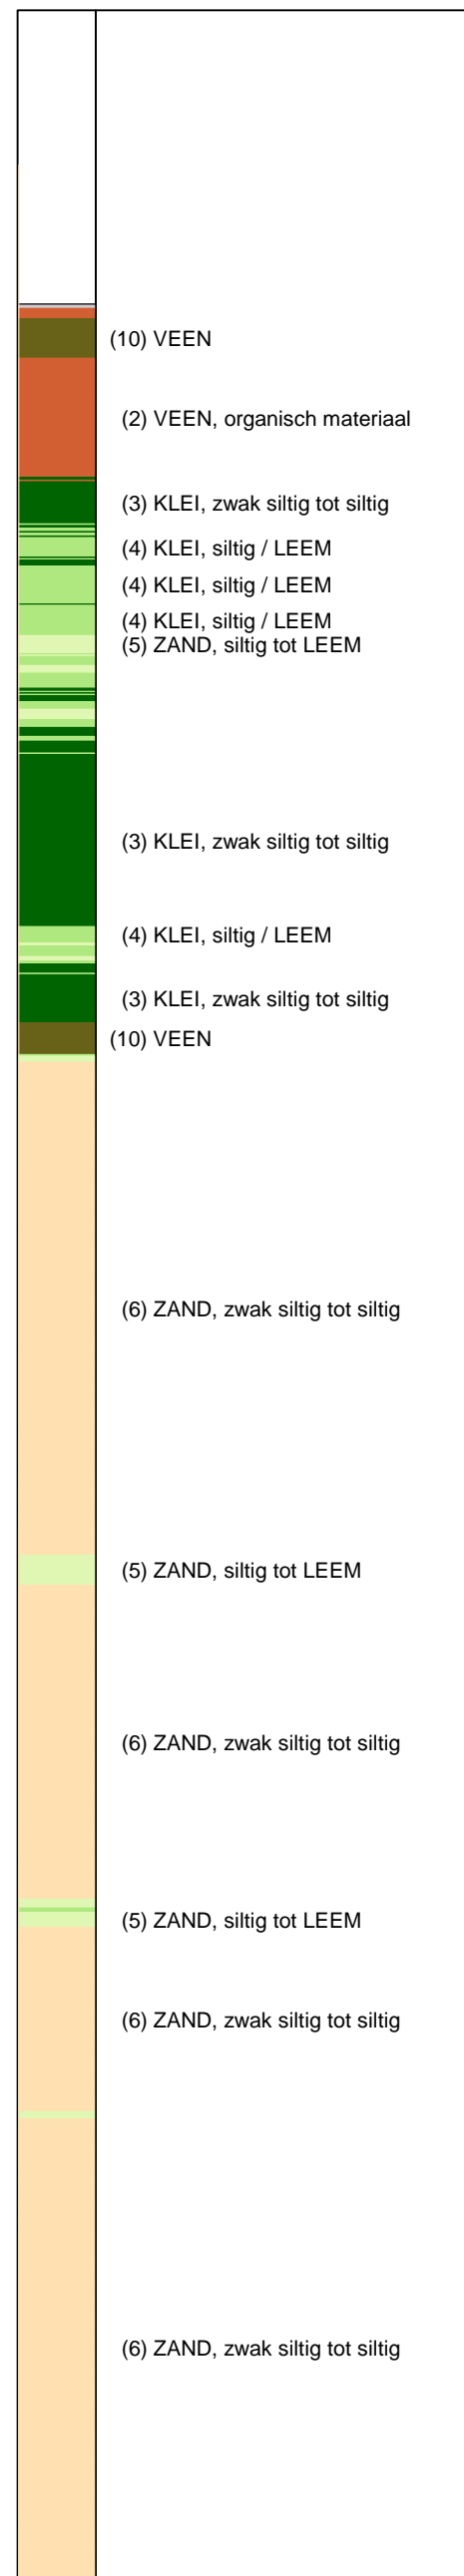 (10) VEEN
(2) VEEN, organisch materiaal
(3) KLEI, zwak siltig tot siltig
(4) KLEI, siltig / LEEM
(4) KLEI, siltig / LEEM
(4) KLEI, siltig / LEEM
(5) ZAND, siltig tot LEEM
(3) KLEI, zwak siltig tot siltig
(4) KLEI, siltig / LEEM
(3) KLEI, zwak siltig tot siltig
(10) VEEN
(6) ZAND, zwak siltig tot siltig
(5) ZAND, siltig tot LEEM
(6) ZAND, zwak siltig tot siltig
(5) ZAND, siltig tot LEEM
(6) ZAND, zwak siltig tot siltig
(6) ZAND, zwak siltig tot siltig